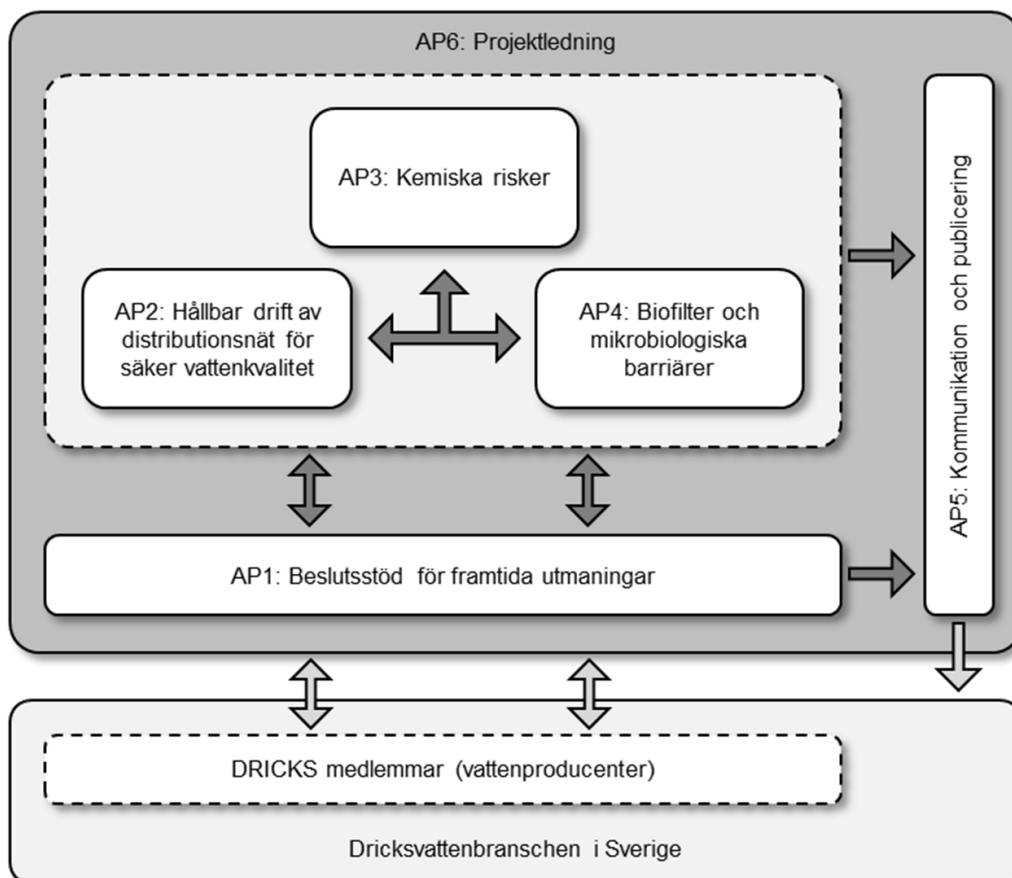 AP6: Projektledning
AP3: Kemiska risker
AP2: Hållbar drift av
distributionsnät för
säker vattenkvalitet
AP4: Biofilter och
mikrobiologiska
barriärer
AP5: Kommunikation och publicering
AP1: Beslutsstöd för framtida utmaningar
DRICKS medlemmar (vattenproducenter)
Dricksvattenbranschen i Sverige